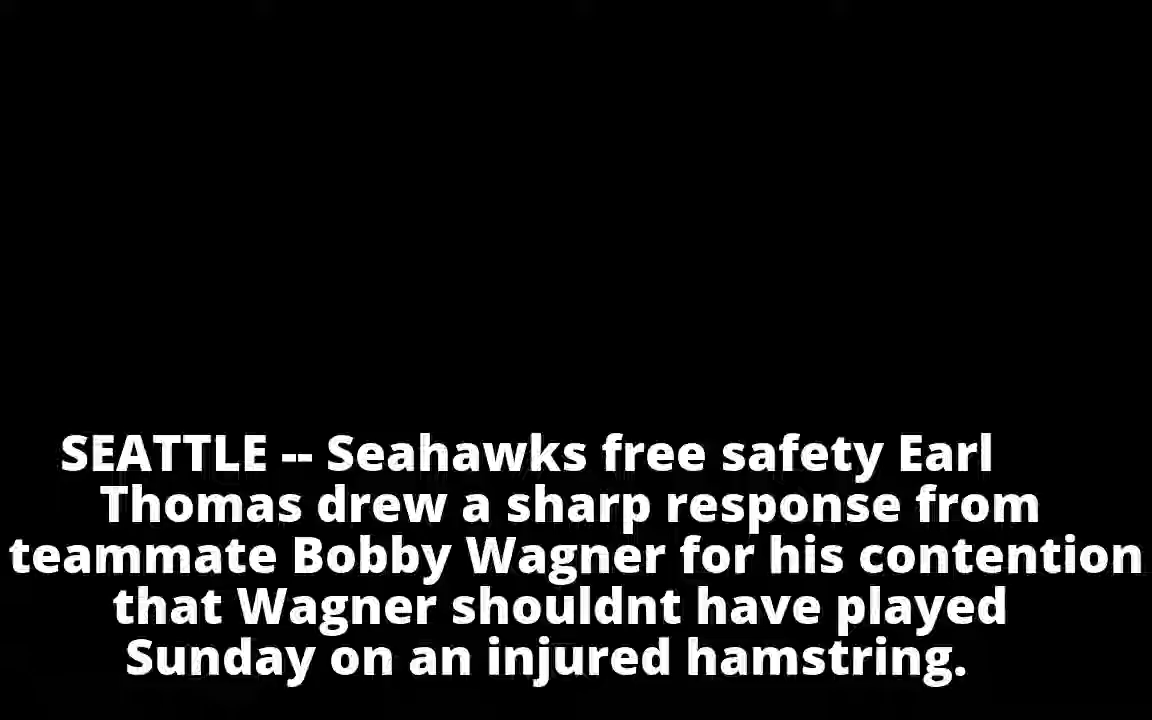 SEATTLE -- Seahawks free safety Earl
Thomas drew a sharp response from
teammate Bobby Wagner for his contention
that Wagner shouldnt have played
Sunday on an injured hamstring.